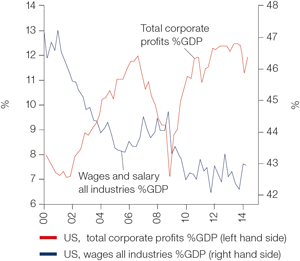 14
13
12
11
10
9
8
7
6
%
48
47
46
45
44
43
42
%
Total corporate
profits %GDP
Wages and salary
all industries %GDP
00 02 04 06 08 09 10 12 14
US, total corporate profits %GDP (left hand side)
US, wages all industries %GDP (right hand side)